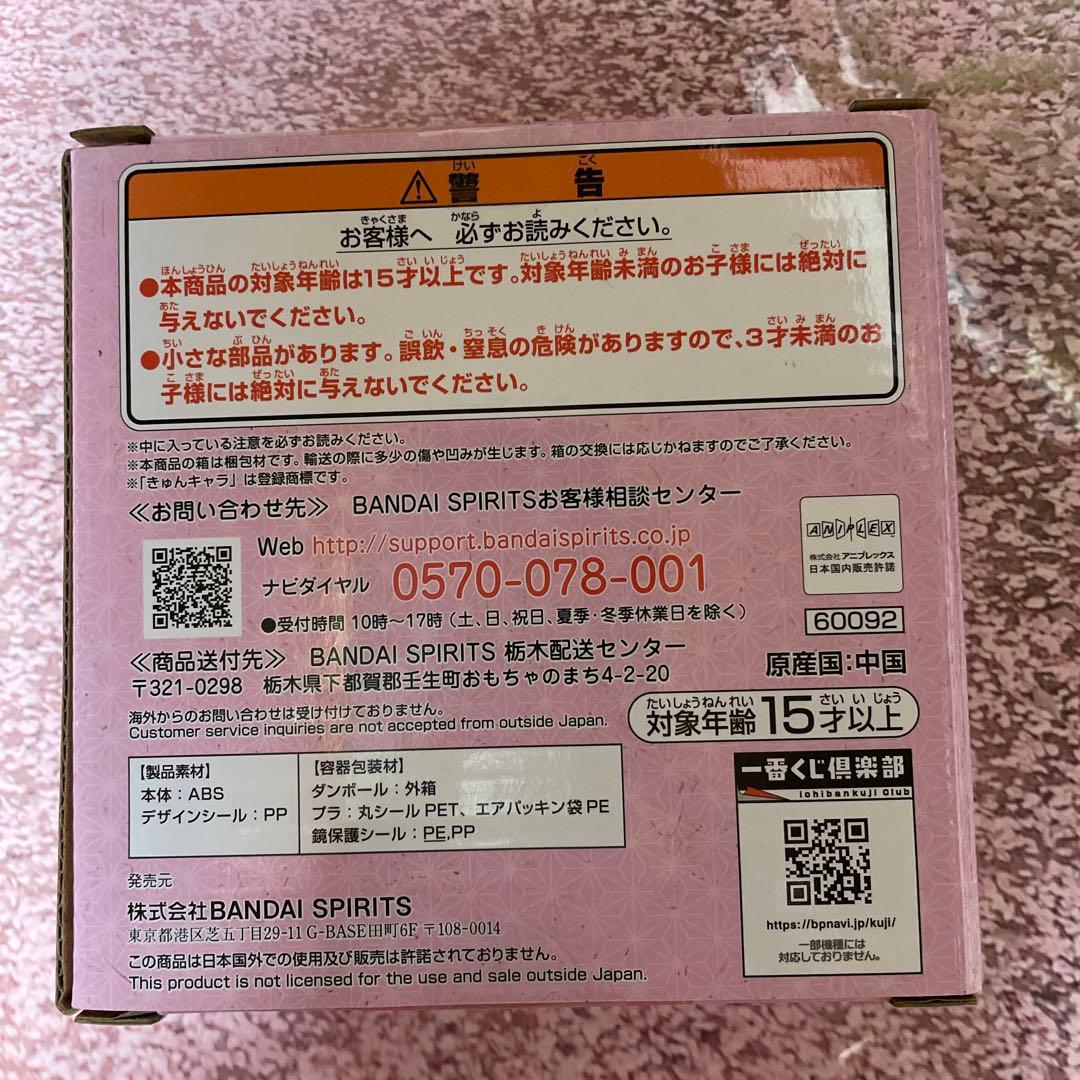 警告
お客様へ 必ずお読みください。
●本商品の対象年齢は15才以上です。対象年齢未満のお子様には絶対に
与えないでください。
●小さな部品があります。誤飲・窒息の危険がありますので、3才未満のお
子様には絶対に与えないでください。
※中に入っている注意を必ずお読みください。
※本商品の箱は梱包材です。輸送の際に多少の傷や凹みが生じます。箱の交換には応じかねますのでご了承ください。
※「きゅんキャラ」は登録商標です。
≪お問い合わせ先≫ BANDAI SPIRITSお客様相談センター
Web http://support.bandaispirits.co.jp
ナビダイヤル 0570-078-001
●受付時間 10時〜17時(土、日、祝日、夏季・冬季休業日を除く)
ANIPLEX
株式会社 アニプレックス
日本国内販売許諾
60092
≪商品送付先≫ BANDAI SPIRITS 栃木配送センター
〒321-0298 栃木県下都賀郡壬生町おもちゃのまち4-2-20
原産国:中国
海外からのお問い合わせは受け付けておりません。
Customer service inquiries are not accepted from outside Japan.
対象年齢15才以上
【製品素材】
本体:ABS
デザインシール:PP
【容器包装材】
ダンボール:外箱
プラ:丸シールPET、エアパッキン袋PE
鏡保護シール:PE,PP
一番くじ倶楽部
Ichibankuji Club
https://bpnavi.jp/kuji/
一部機種には
対応しておりません。
発売元
株式会社BANDAI SPIRITS
東京都港区芝五丁目29-11 G-BASE田町6F 〒108-0014
この商品は日本国外での使用及び販売は許諾されておりません。
This product is not licensed for the use and sale outside Japan.